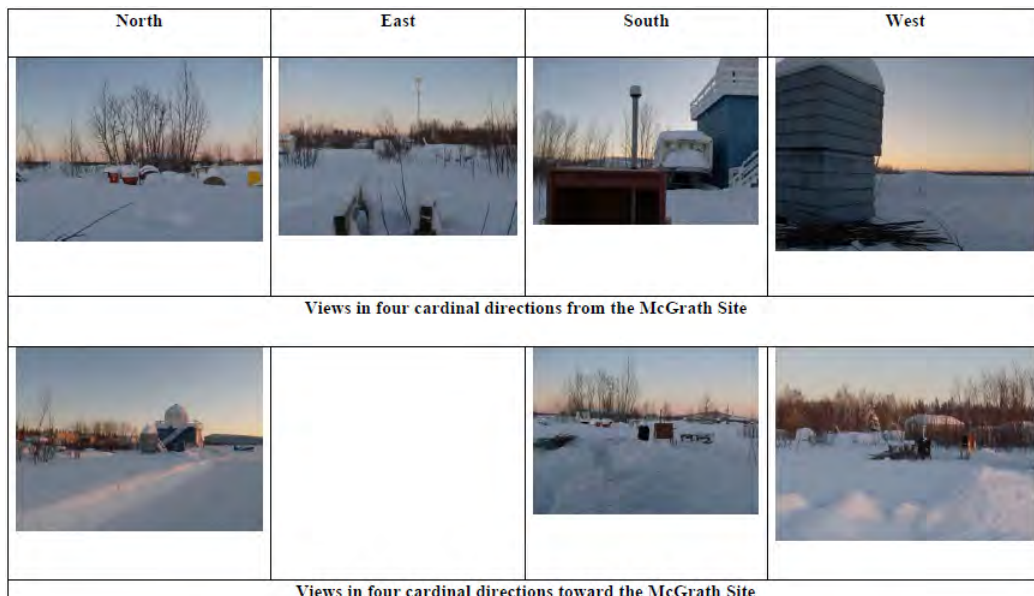 North East South West
Views in four cardinal directions from the McGrath Site
Views in four cardinal directions toward the McGrath Site